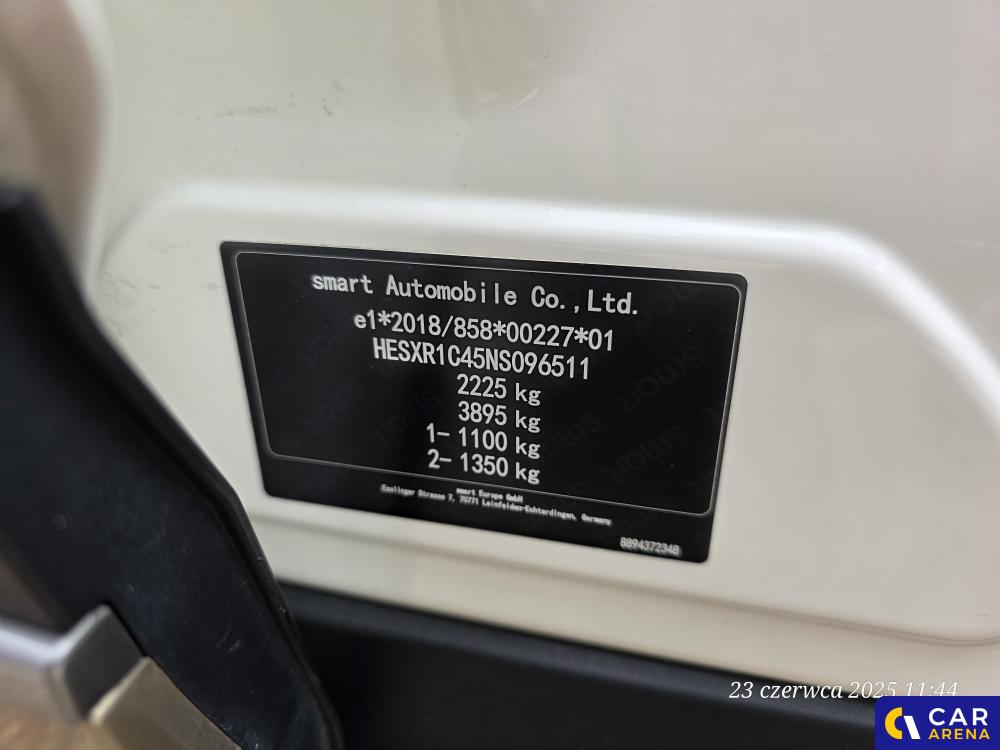 smart Automobile Co.,Ltd.
e1*2018/858*00227*01
HESXR1C45NS096511
2225 kg
3895 kg
1- 1100 kg
2- 1350 kg
smart Europe GmbH
Esslinger Strasse 7, 70771 Leinfelden-Echterdingen, Germany
8894372348
23 czerwca 2025 11:44
CAR
ARENA